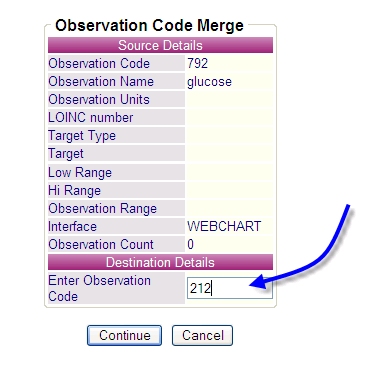 Observation Code Merge
Source Details
Observation Code 792
Observation Name glucose
Observation Units
LOINC number
Target Type
Target
Low Range
Hi Range
Observation Range
Interface WEBCHART
Observation Count 0
Destination Details
Enter Observation
Code 212
Continue Cancel